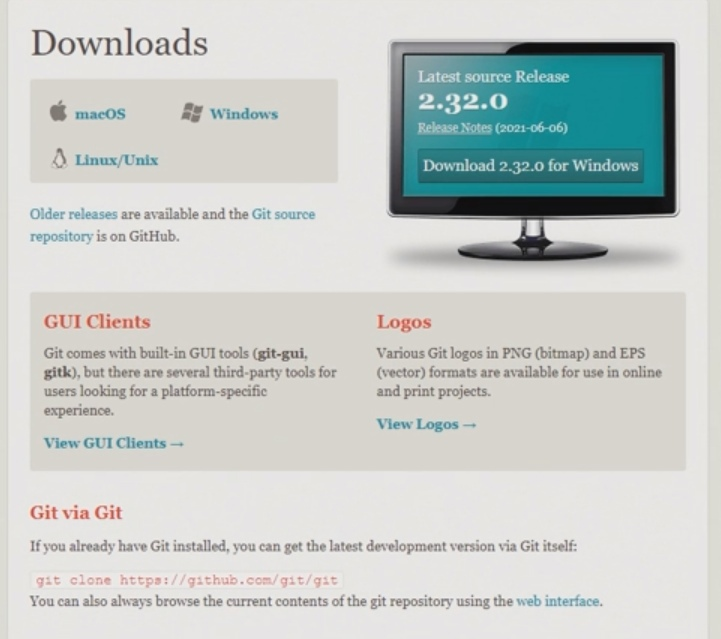 Downloads
macOS
Windows
Linux/Unix
Older releases are available and the Git source
repository is on GitHub.
Latest source Release
2.32.0
Release Notes (2021-06-06)
Download 2.32.0 for Windows
GUI Clients
Git comes with built-in GUI tools (git-gui,
gitk), but there are several third-party tools for
users looking for a platform-specific
experience.
View GUI Clients →
Logos
Various Git logos in PNG (bitmap) and EPS
(vector) formats are available for use in online
and print projects.
View Logos →
Git via Git
If you already have Git installed, you can get the latest development version via Git itself:
git clone https://github.com/git/git
You can also always browse the current contents of the git repository using the web interface.